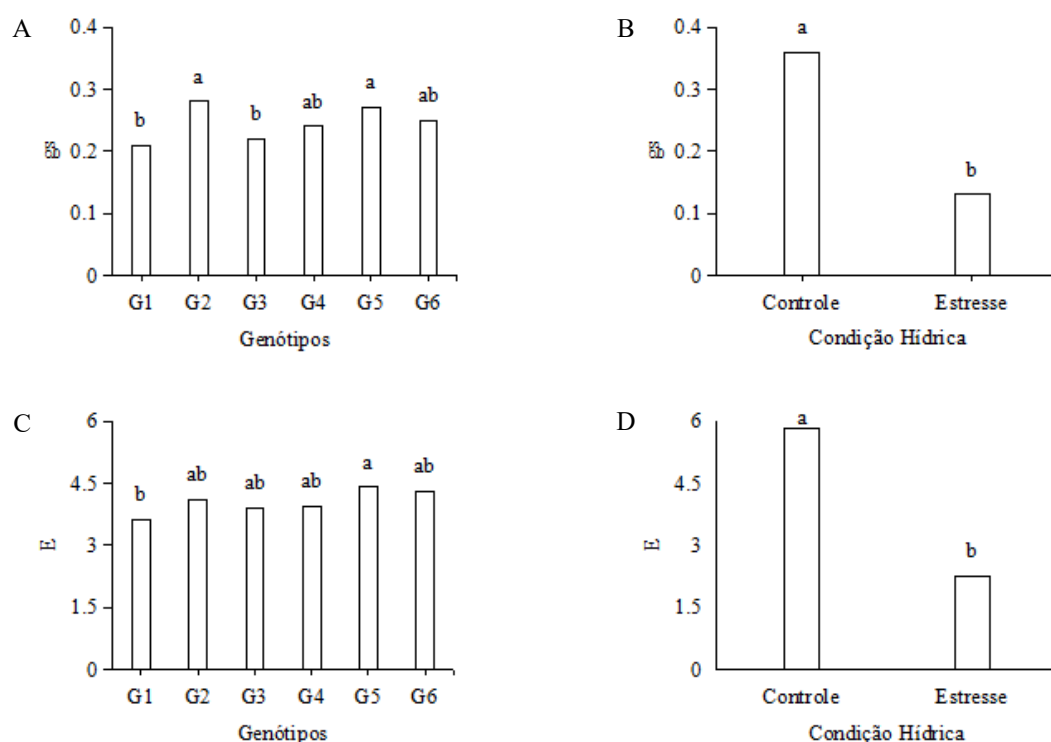 A
0.4
0.3
0.2
0.1
0
gs
b
a
b
ab
a
ab
G1 G2 G3 G4 G5 G6
Genótipos
B
0.4
0.3
0.2
0.1
0
gs
a
b
Controle Estresse
Condição Hídrica
C
6
4.5
3
1.5
0
E
b
ab
ab
ab
a
ab
G1 G2 G3 G4 G5 G6
Genótipos
D
6
4.5
3
1.5
0
E
a
b
Controle Estresse
Condição Hídrica